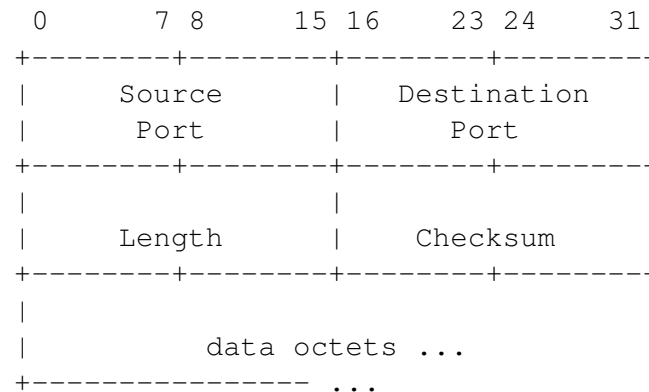 0      7 8     15 16    23 24    31
+--------+--------+--------+--------
|     Source      |   Destination
|      Port       |      Port
+--------+--------+--------+--------
|                 |
|     Length      |    Checksum
+--------+--------+--------+--------
|
|          data octets ...
+---------------- ...